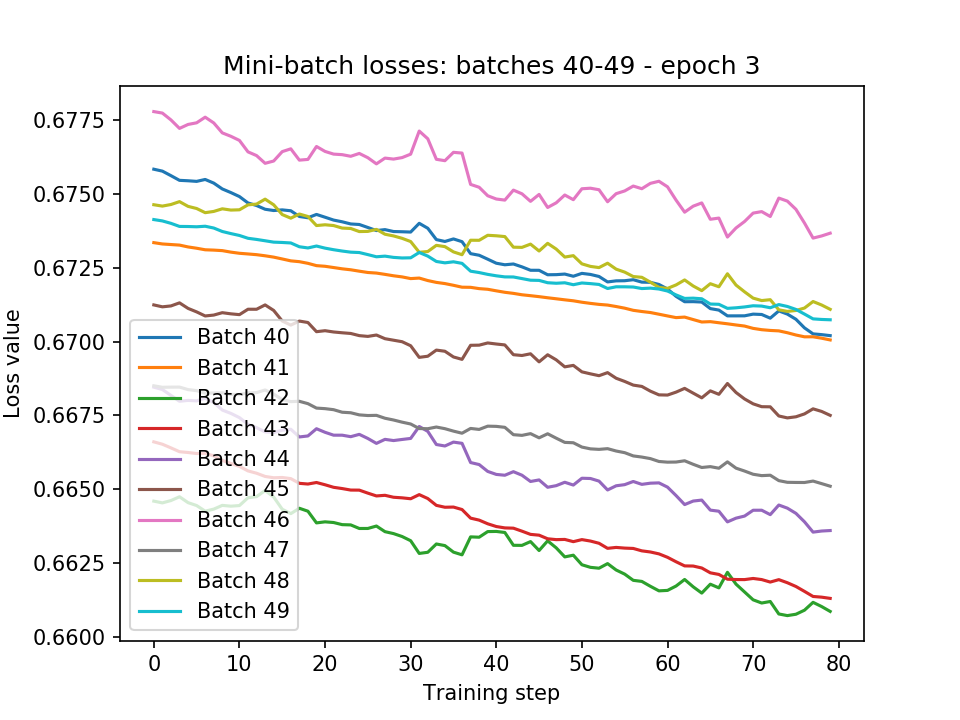 Mini-batch losses: batches 40-49 - epoch 3
0.6775
0.6750
0.6725
0.6700
0.6675
0.6650
0.6625
0.6600
Loss value
Batch 40
Batch 41
Batch 42
Batch 43
Batch 44
Batch 45
Batch 46
Batch 47
Batch 48
Batch 49
0 10 20 30 40 50 60 70 80
Training step